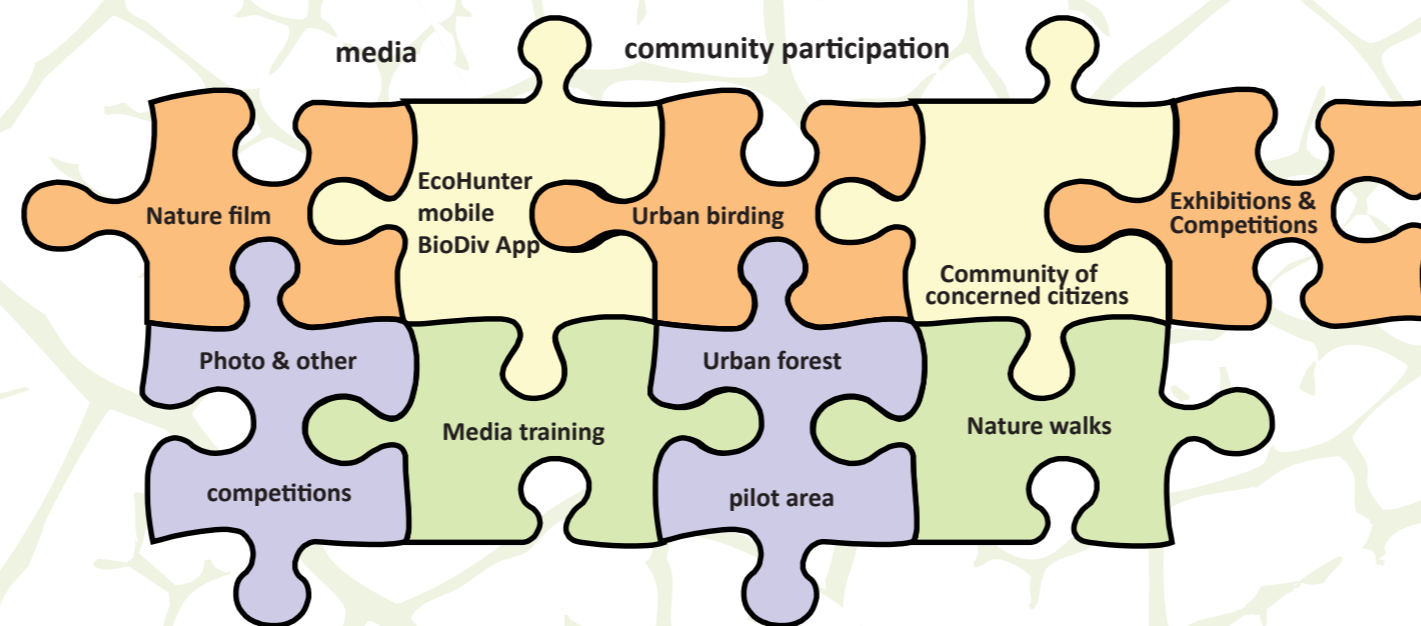 media
community participation
Nature film
EcoHunter
mobile
BioDiv App
Urban birding
Community of
concerned citizens
Exhibitions &
Competitions
Photo & other
competitions
Media training
Urban forest
pilot area
Nature walks